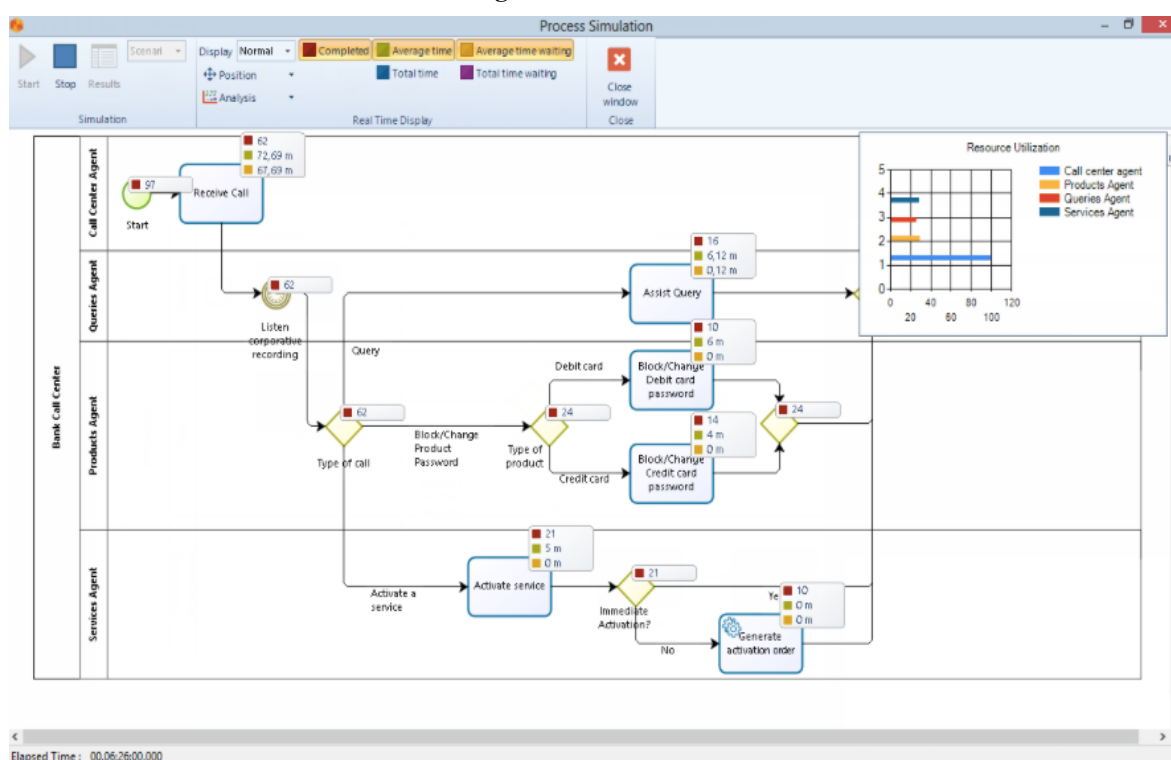 Process Simulation
Start
Stop
Results
Scenari
Simulation
Display Normal
Position
Analysis
Completed
Average time
Average time waiting
Total time
Total time waiting
Real Time Display
Close
window
Close
Bank Call Center
Call Center Agent
97
Start
Receive Call
62
72,69 m
67,69 m
Resource Utilization
5
4
3
2
1
0
0
20
40
60
80
100
120
Call center agent
Products Agent
Queries Agent
Services Agent
Queries Agent
62
Listen
corporative
recording
Query
Assist Query
16
6,12 m
0,12 m
Products Agent
62
Type of call
Block/Change
Product
Password
24
Type of
product
Debit card
Block/Change
Debit card
password
10
6 m
0 m
Credit card
Block/Change
Credit card
password
14
4 m
0 m
24
Services Agent
Activate a
service
Activate service
21
5 m
0 m
21
Immediate
Activation?
Ye
No
Generate
activation order
10
0 m
0 m
Elapsed Time : 00.06:26:00.000